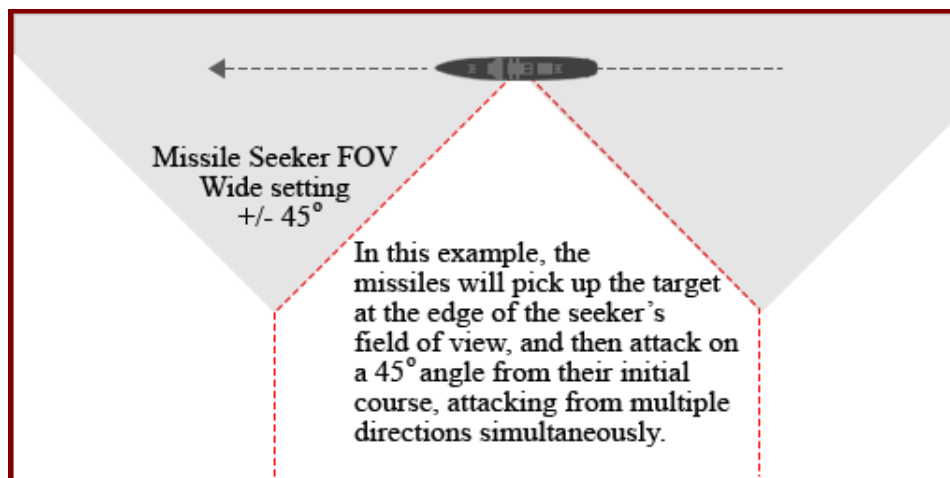 Missile Seeker FOV
Wide setting
+/- 45°
In this example, the
missiles will pick up the target
at the edge of the seeker’s
field of view, and then attack on
a 45° angle from their initial
course, attacking from multiple
directions simultaneously.